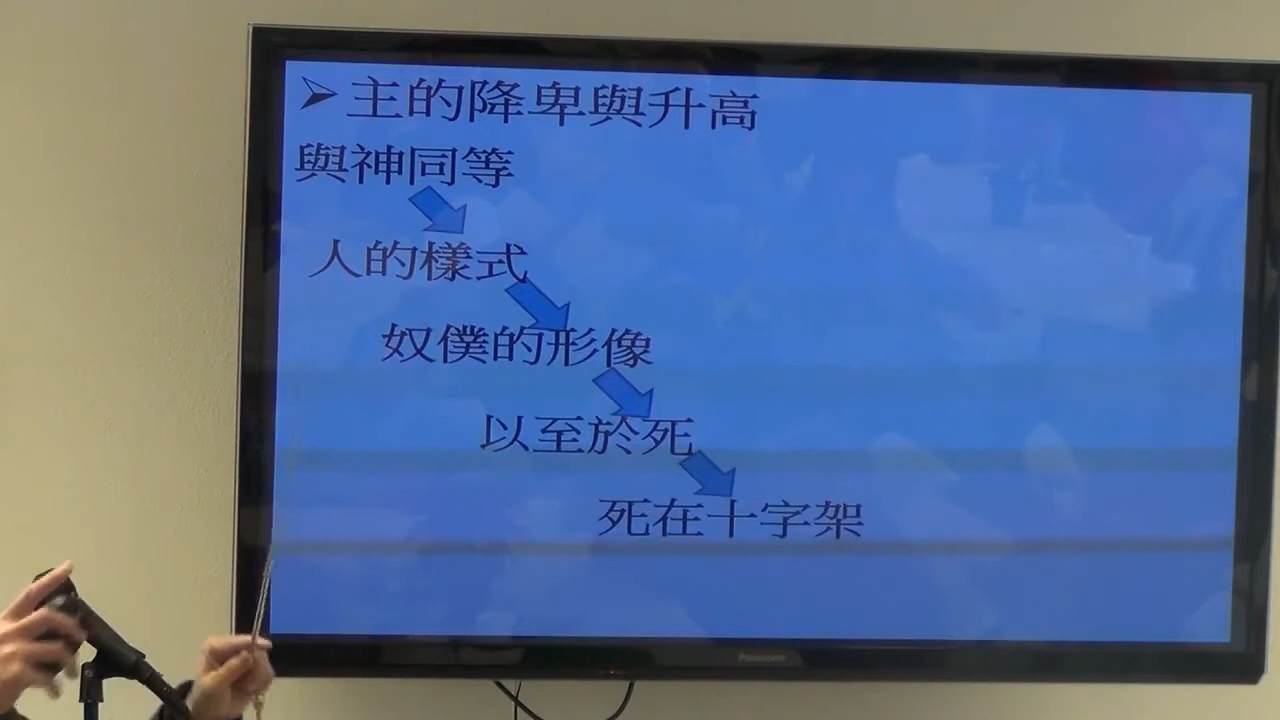 ➢主的降卑與升高
與神同等
人的樣式
奴僕的形像
以至於死
死在十字架
Panasonic